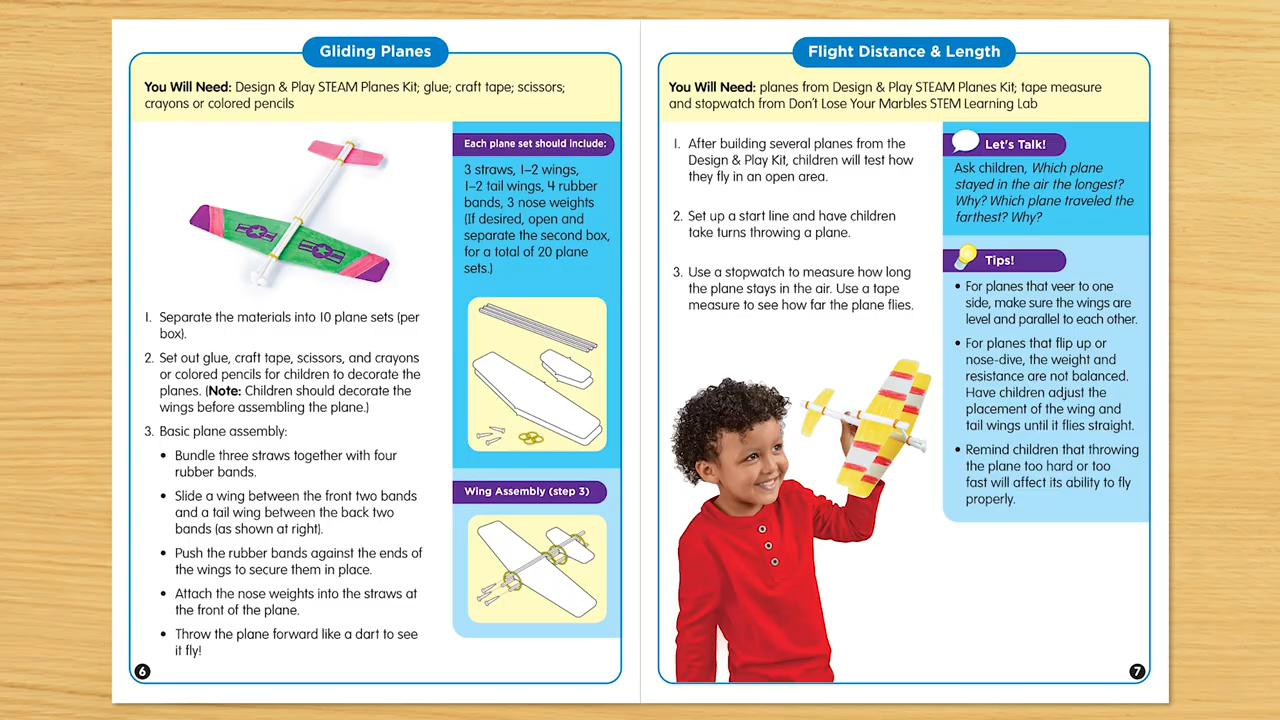 Gliding Planes
You Will Need: Design & Play STEAM Planes Kit; glue; craft tape; scissors;
crayons or colored pencils
Each plane set should include:
3 straws, 1–2 wings,
1–2 tail wings, 4 rubber
bands, 3 nose weights
(If desired, open and
separate the second box,
for a total of 20 plane
sets.)
1. Separate the materials into 10 plane sets (per
box).
2. Set out glue, craft tape, scissors, and crayons
or colored pencils for children to decorate the
planes. (Note: Children should decorate the
wings before assembling the plane.)
3. Basic plane assembly:
• Bundle three straws together with four
rubber bands.
• Slide a wing between the front two bands
and a tail wing between the back two
bands (as shown at right).
• Push the rubber bands against the ends of
the wings to secure them in place.
• Attach the nose weights into the straws at
the front of the plane.
• Throw the plane forward like a dart to see
it fly!
Wing Assembly (step 3)
6
Flight Distance & Length
You Will Need: planes from Design & Play STEAM Planes Kit; tape measure
and stopwatch from Don't Lose Your Marbles STEM Learning Lab
1. After building several planes from the
Design & Play Kit, children will test how
they fly in an open area.
2. Set up a start line and have children
take turns throwing a plane.
3. Use a stopwatch to measure how long
the plane stays in the air. Use a tape
measure to see how far the plane flies.
Let's Talk!
Ask children, Which plane
stayed in the air the longest?
Why? Which plane traveled the
farthest? Why?
Tips!
• For planes that veer to one
side, make sure the wings are
level and parallel to each other.
• For planes that flip up or
nose-dive, the weight and
resistance are not balanced.
Have children adjust the
placement of the wing and
tail wings until it flies straight.
• Remind children that throwing
the plane too hard or too
fast will affect its ability to fly
properly.
7